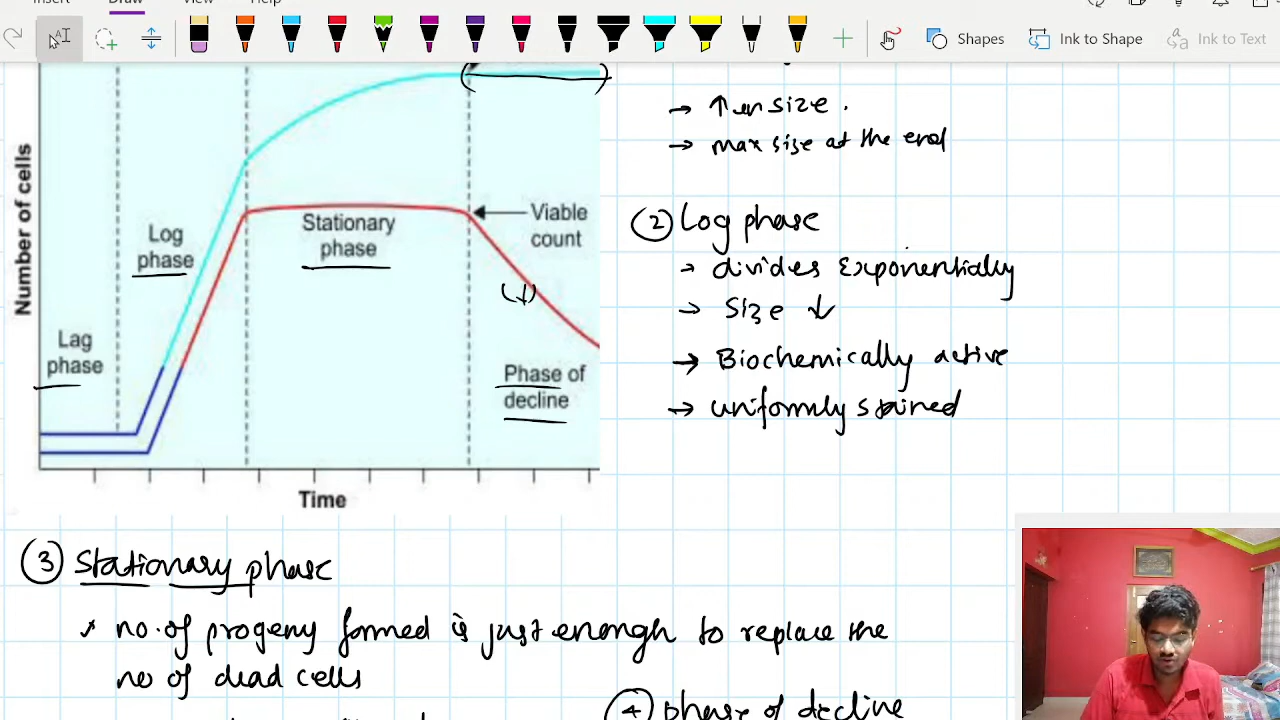 Insert Draw View Help
Shapes Ink to Shape Ink to Text
Number of cells
Lag
phase
Log
phase
Stationary
phase
Viable
count
Phase of
decline
Time
→ ↑ in size.
→ max size at the end
② Log phase
→ divides Exponentially
→ Size ↓
→ Biochemically active
→ uniformly stained
③ Stationary phase
no. of progeny formed is just enough to replace the
no of dead cells
④ phase of decline